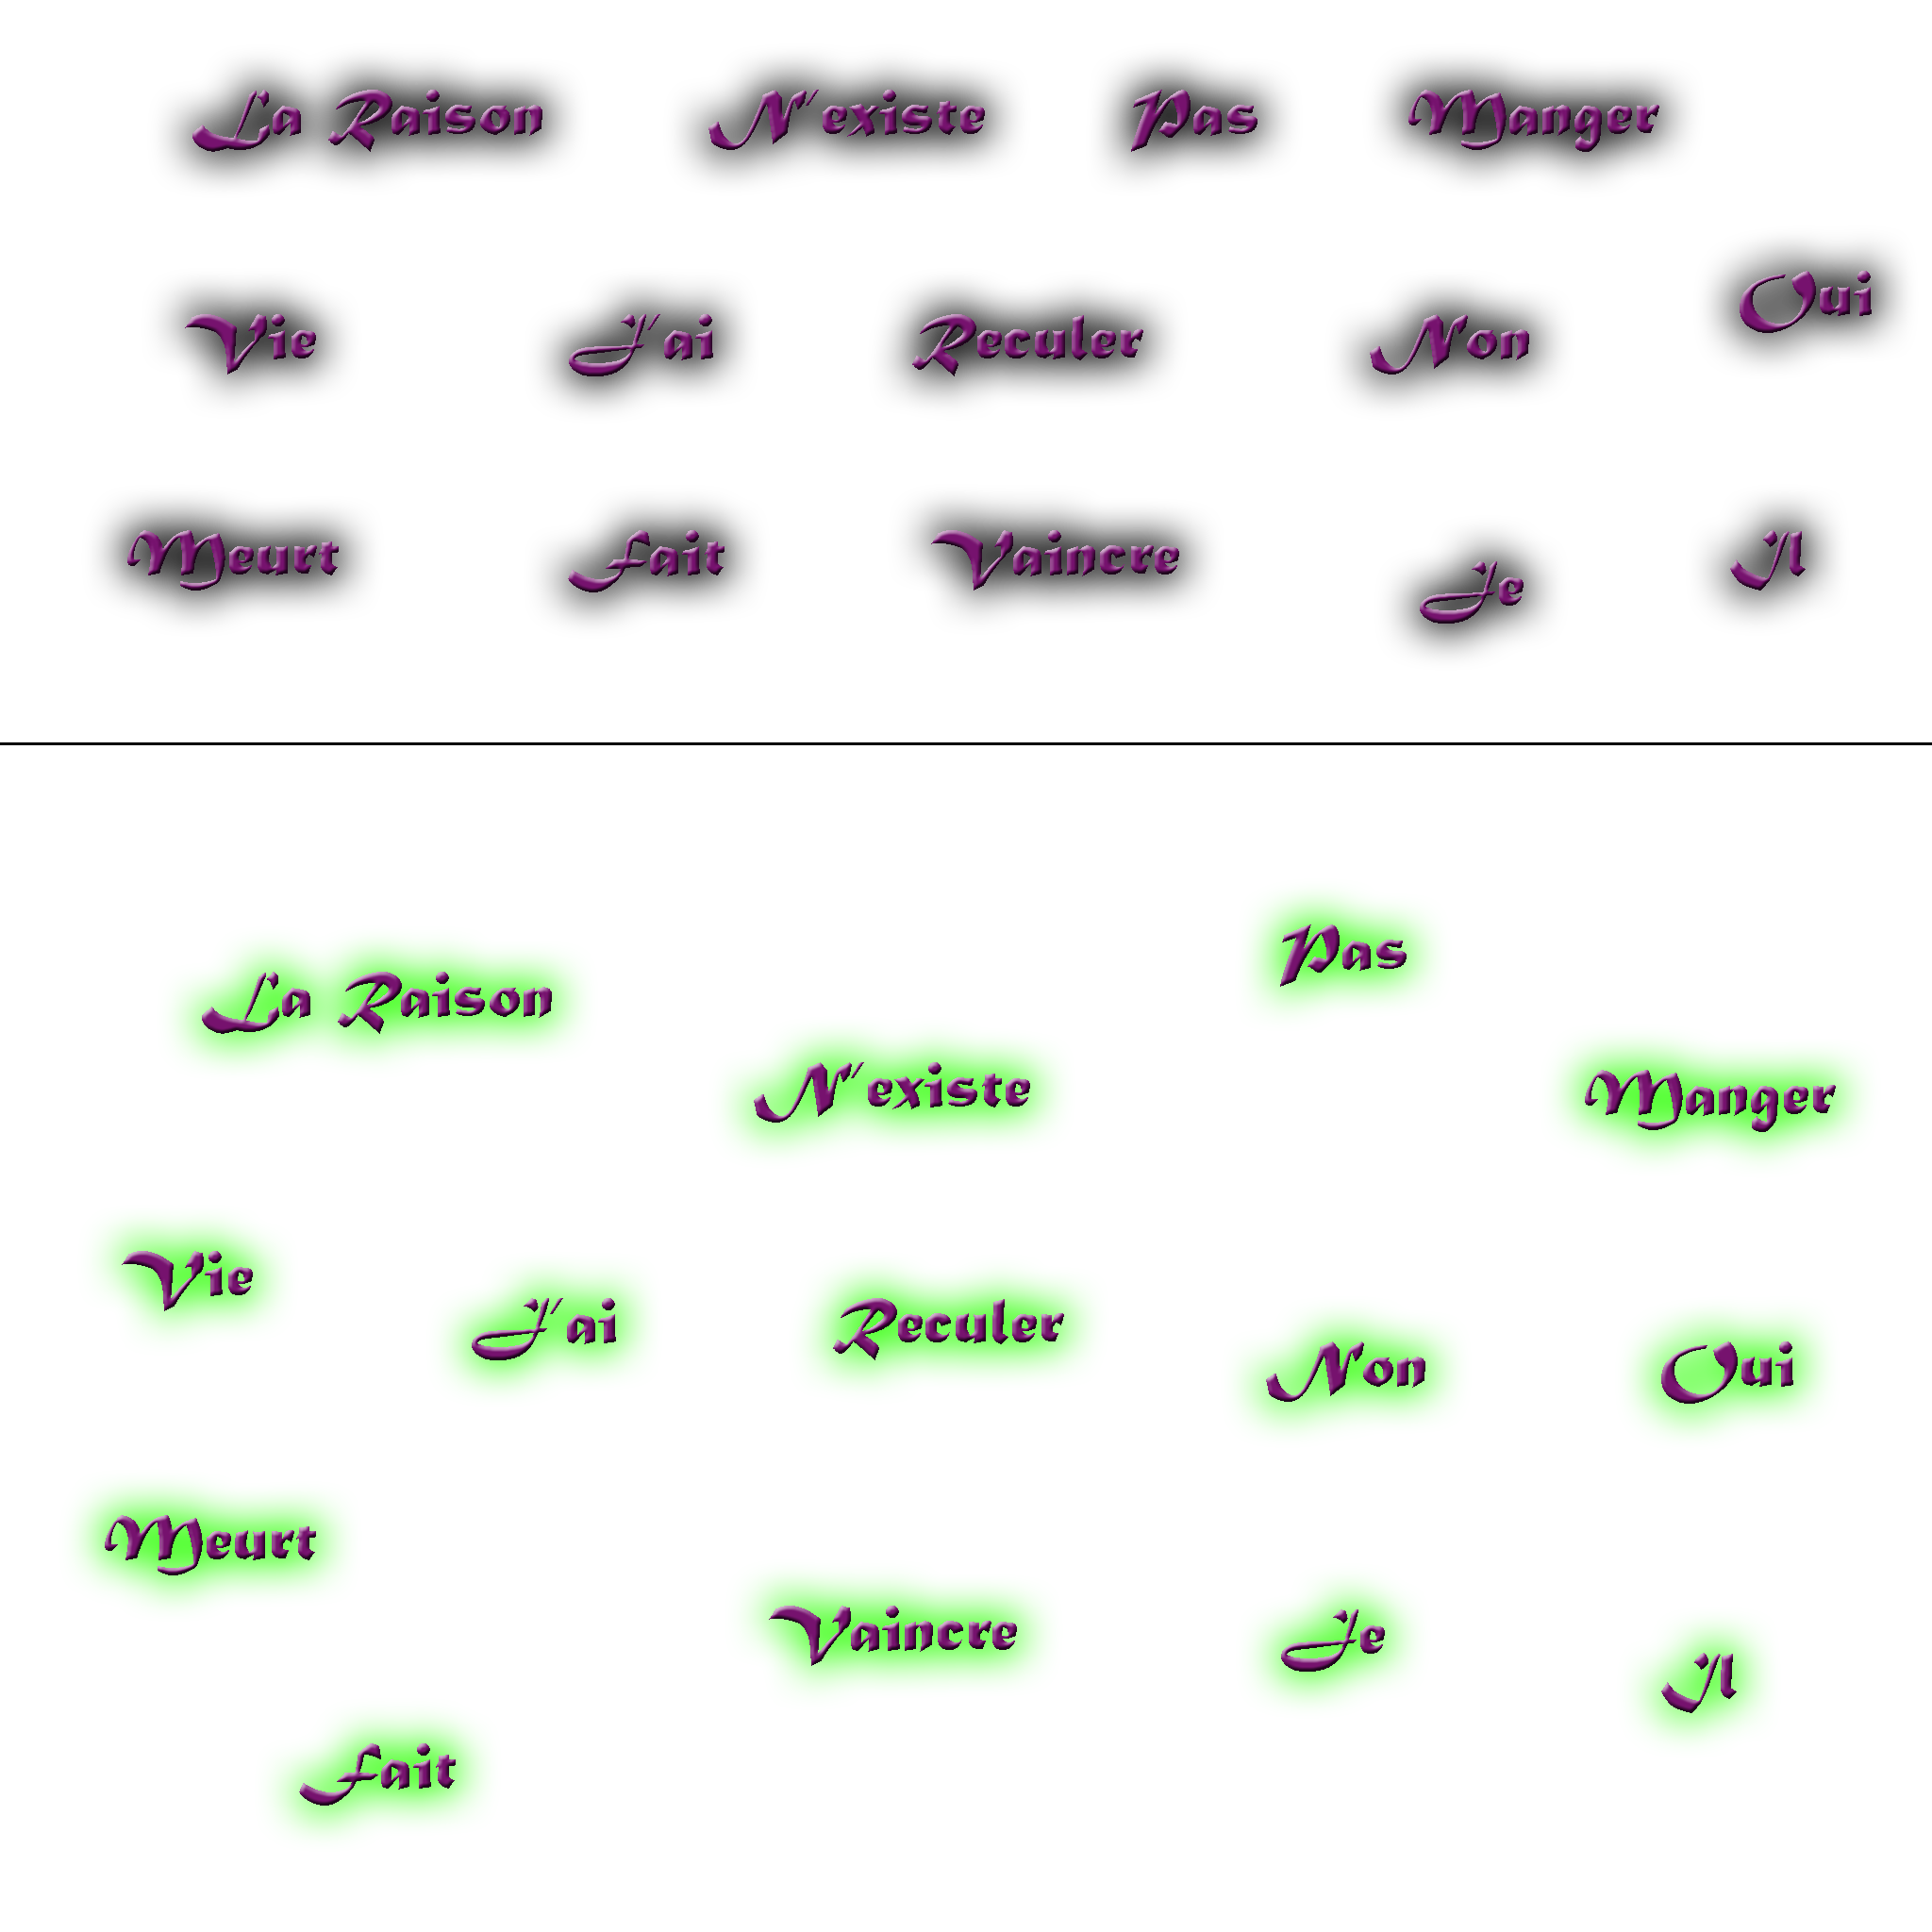 La Raison N'existe Pas Manger
Vie J'ai Reculer Non Oui
Meurt Fait Vaincre Je Il
La Raison N'existe Pas Manger
Vie J'ai Reculer Non Oui
Meurt Vaincre Je Il
Fait